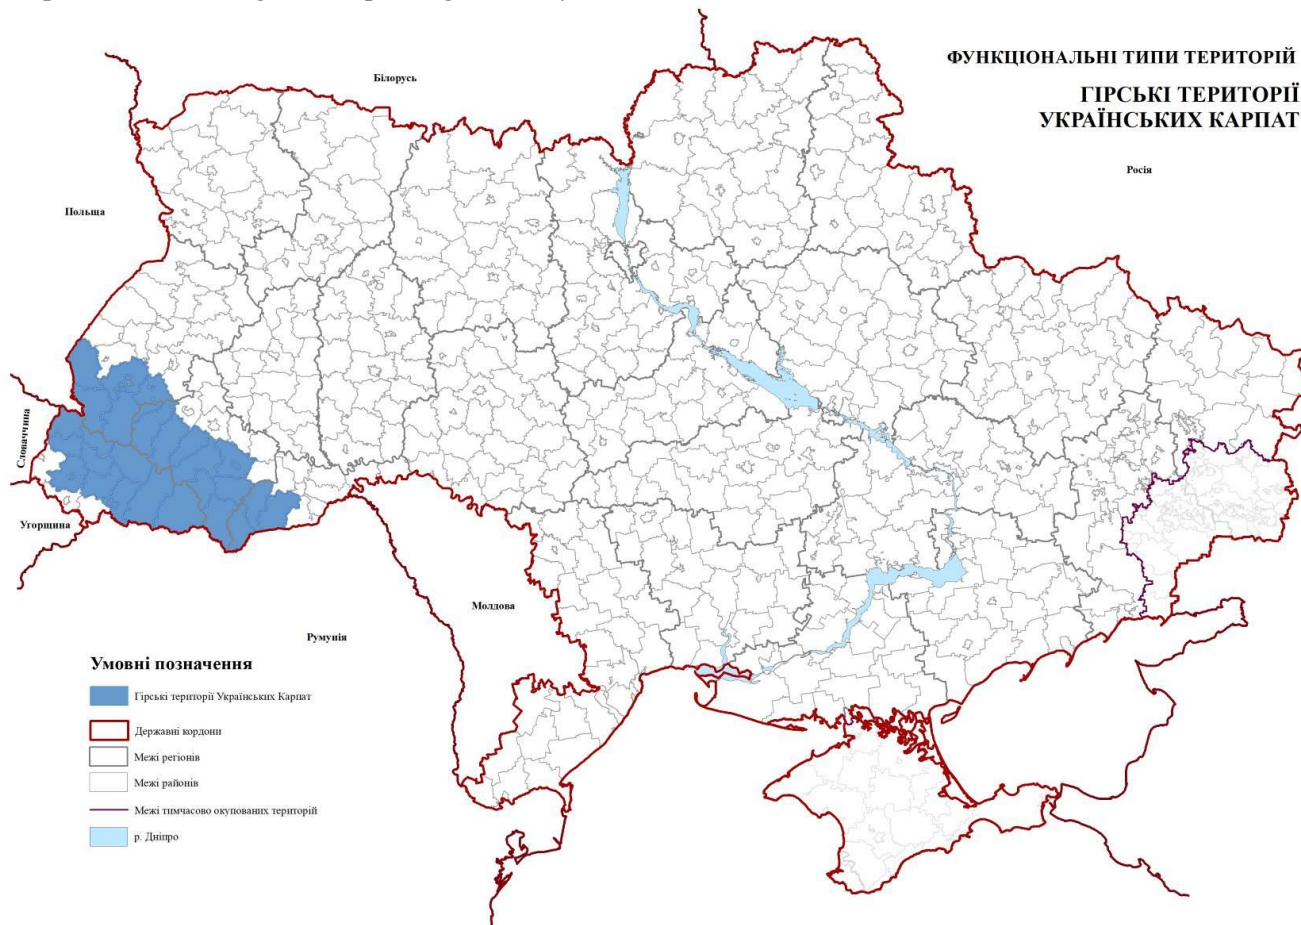 ФУНКЦІОНАЛЬНІ ТИПИ ТЕРИТОРІЙ
ГІРСЬКІ ТЕРИТОРІЇ
УКРАЇНСЬКИХ КАРПАТ
Білорусь
Росія
Польща
Словаччина
Угорщина
Молдова
Румунія
Умовні позначення
Гірські території Українських Карпат
Державні кордони
Межі регіонів
Межі районів
Межі тимчасово окупованих територій
р. Дніпро